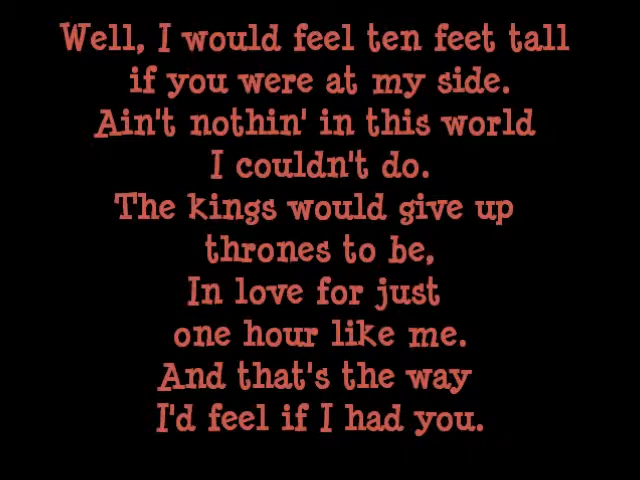 Well, I would feel ten feet tall
if you were at my side.
Ain't nothin' in this world
I couldn't do.
The kings would give up
thrones to be,
In love for just
one hour like me.
And that's the way
I'd feel if I had you.